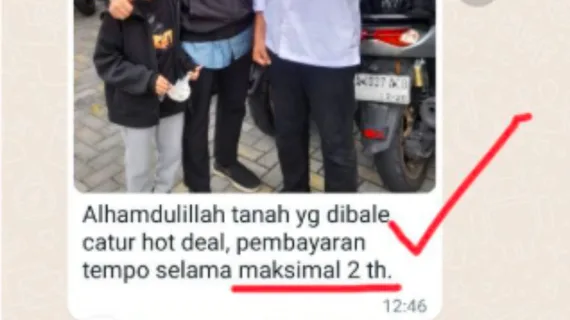 Alhamdulillah tanah yg dibale
catur hot deal, pembayaran
tempo selama maksimal 2 th.
12:46